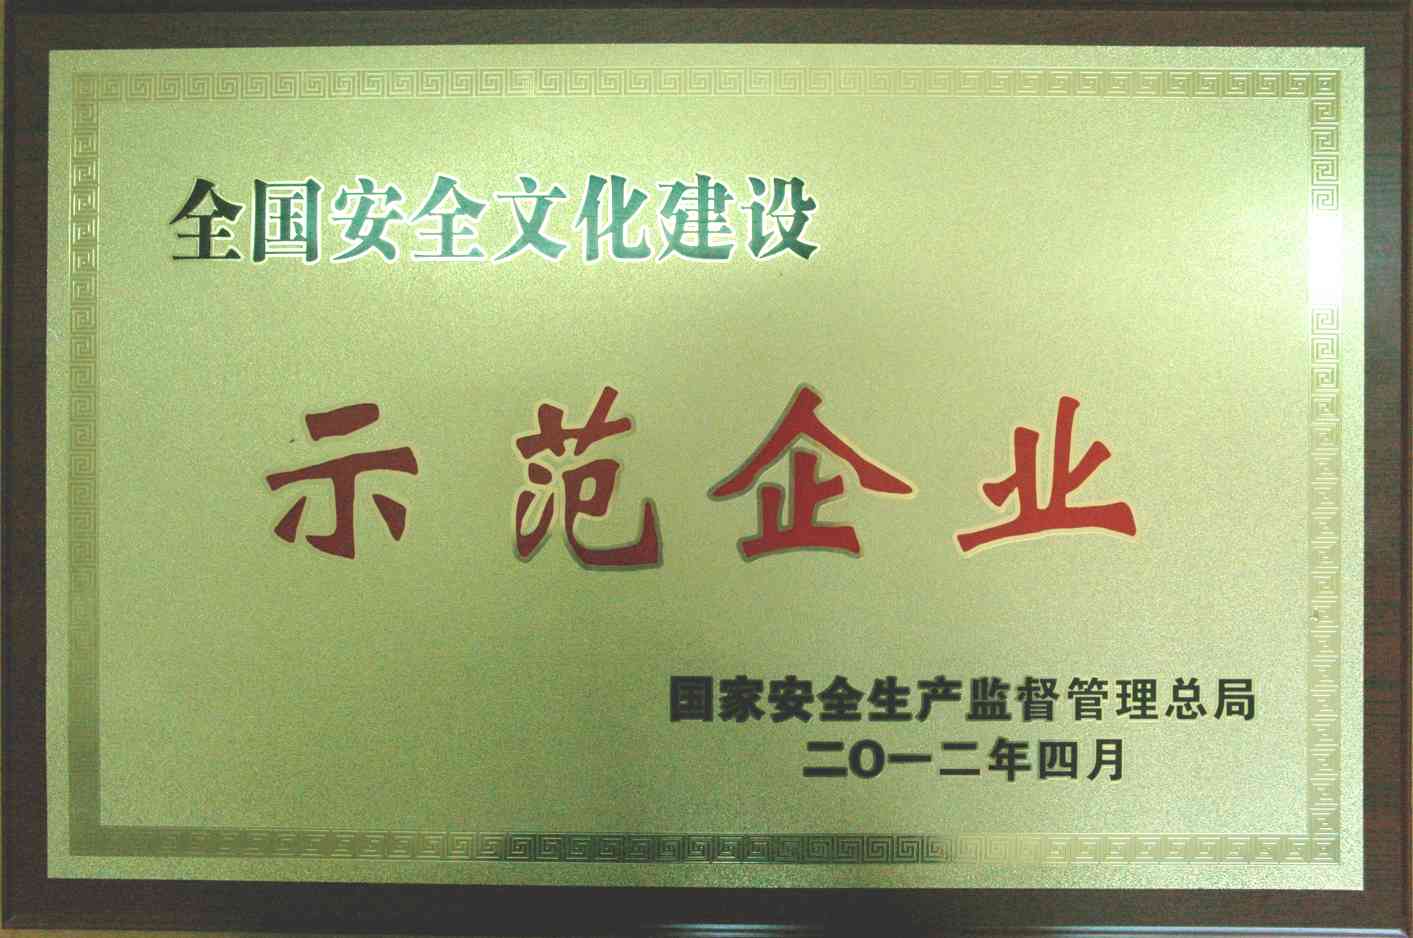 全国安全文化建设
示范企业
国家安全生产监督管理总局
二〇一二年四月